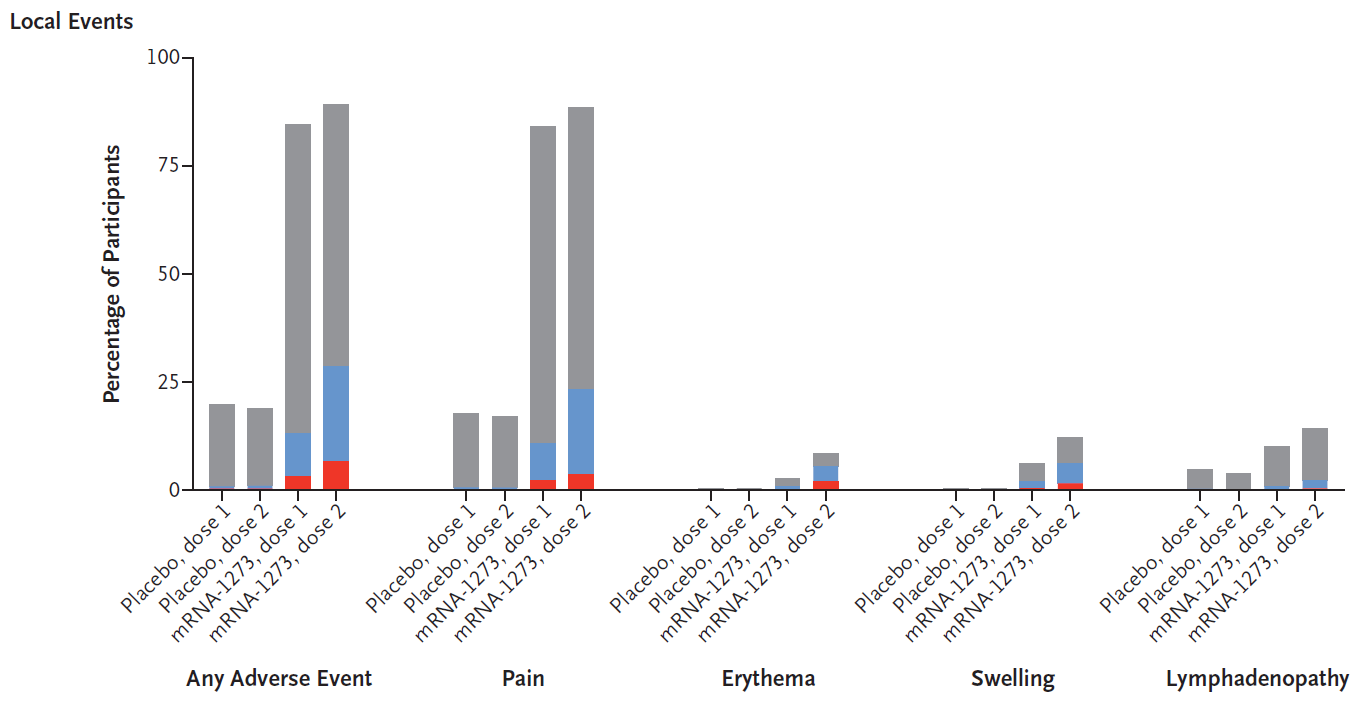 Local Events
100
75
50
25
0
Percentage of Participants
Placebo, dose 1
Placebo, dose 2
mRNA-1273, dose 1
mRNA-1273, dose 2
Placebo, dose 1
Placebo, dose 2
mRNA-1273, dose 1
mRNA-1273, dose 2
Placebo, dose 1
Placebo, dose 2
mRNA-1273, dose 1
mRNA-1273, dose 2
Placebo, dose 1
Placebo, dose 2
mRNA-1273, dose 1
mRNA-1273, dose 2
Placebo, dose 1
Placebo, dose 2
mRNA-1273, dose 1
mRNA-1273, dose 2
Any Adverse Event
Pain
Erythema
Swelling
Lymphadenopathy